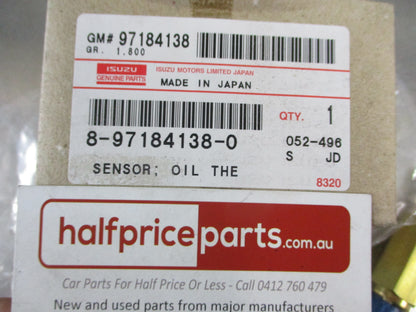 GM# 97184138
GR. 1.800
ISUZU
GENUINE PARTS
ISUZU MOTORS LIMITED JAPAN
MADE IN JAPAN
QTY. 1
8-97184138-0
052-496
S JD
SENSOR; OIL THE
8320
halfpriceparts.com.au
Car Parts For Half Price Or Less - Call 0412 760 479
New and used parts from major manufacturers